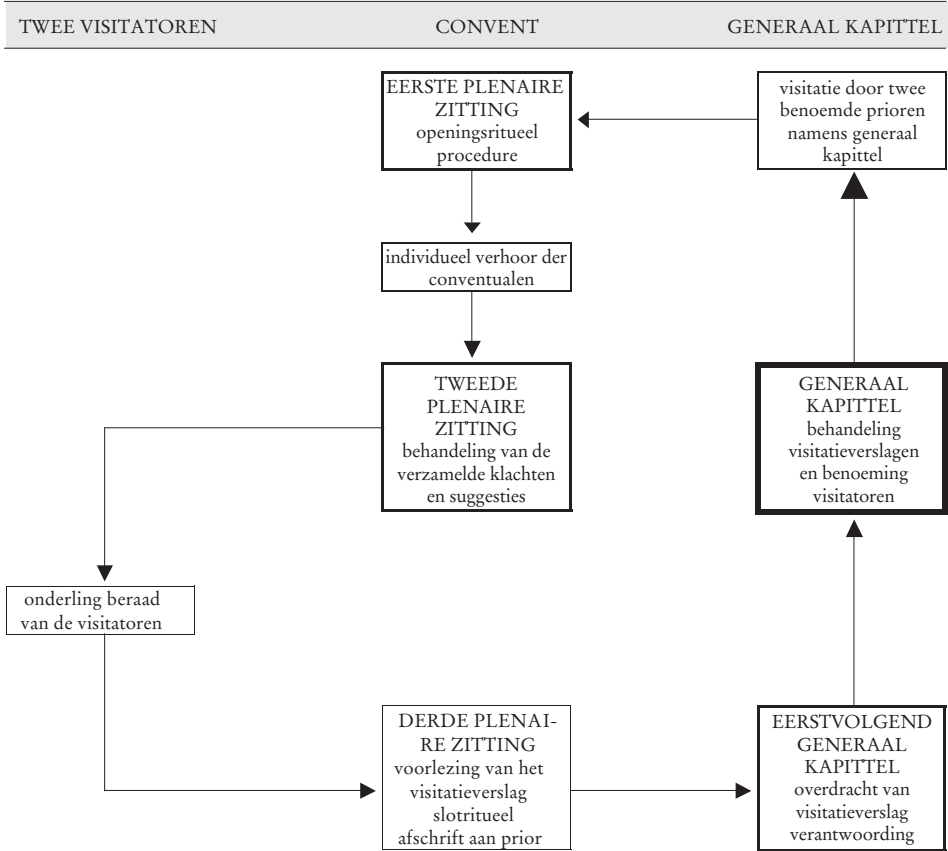 TWEE VISITATOREN
CONVENT
GENERAAL KAPITTEL
EERSTE PLENAIRE
ZITTING
openingsritueel
procedure
visitatie door twee
benoemde prioren
namens generaal
kapittel
individueel verhoor der
conventualen
TWEEDE
PLENAIRE
ZITTING
behandeling van de
verzamelde klachten
en suggesties
GENERAAL
KAPITTEL
behandeling
visitatieverslagen
en benoeming
visitatoren
onderling beraad
van de visitatoren
DERDE PLENAI-
RE ZITTING
voorlezing van het
visitatieverslag
slotritueel
afschrift aan prior
EERSTVOLGEND
GENERAAL
KAPITTEL
overdracht van
visitatieverslag
verantwoording